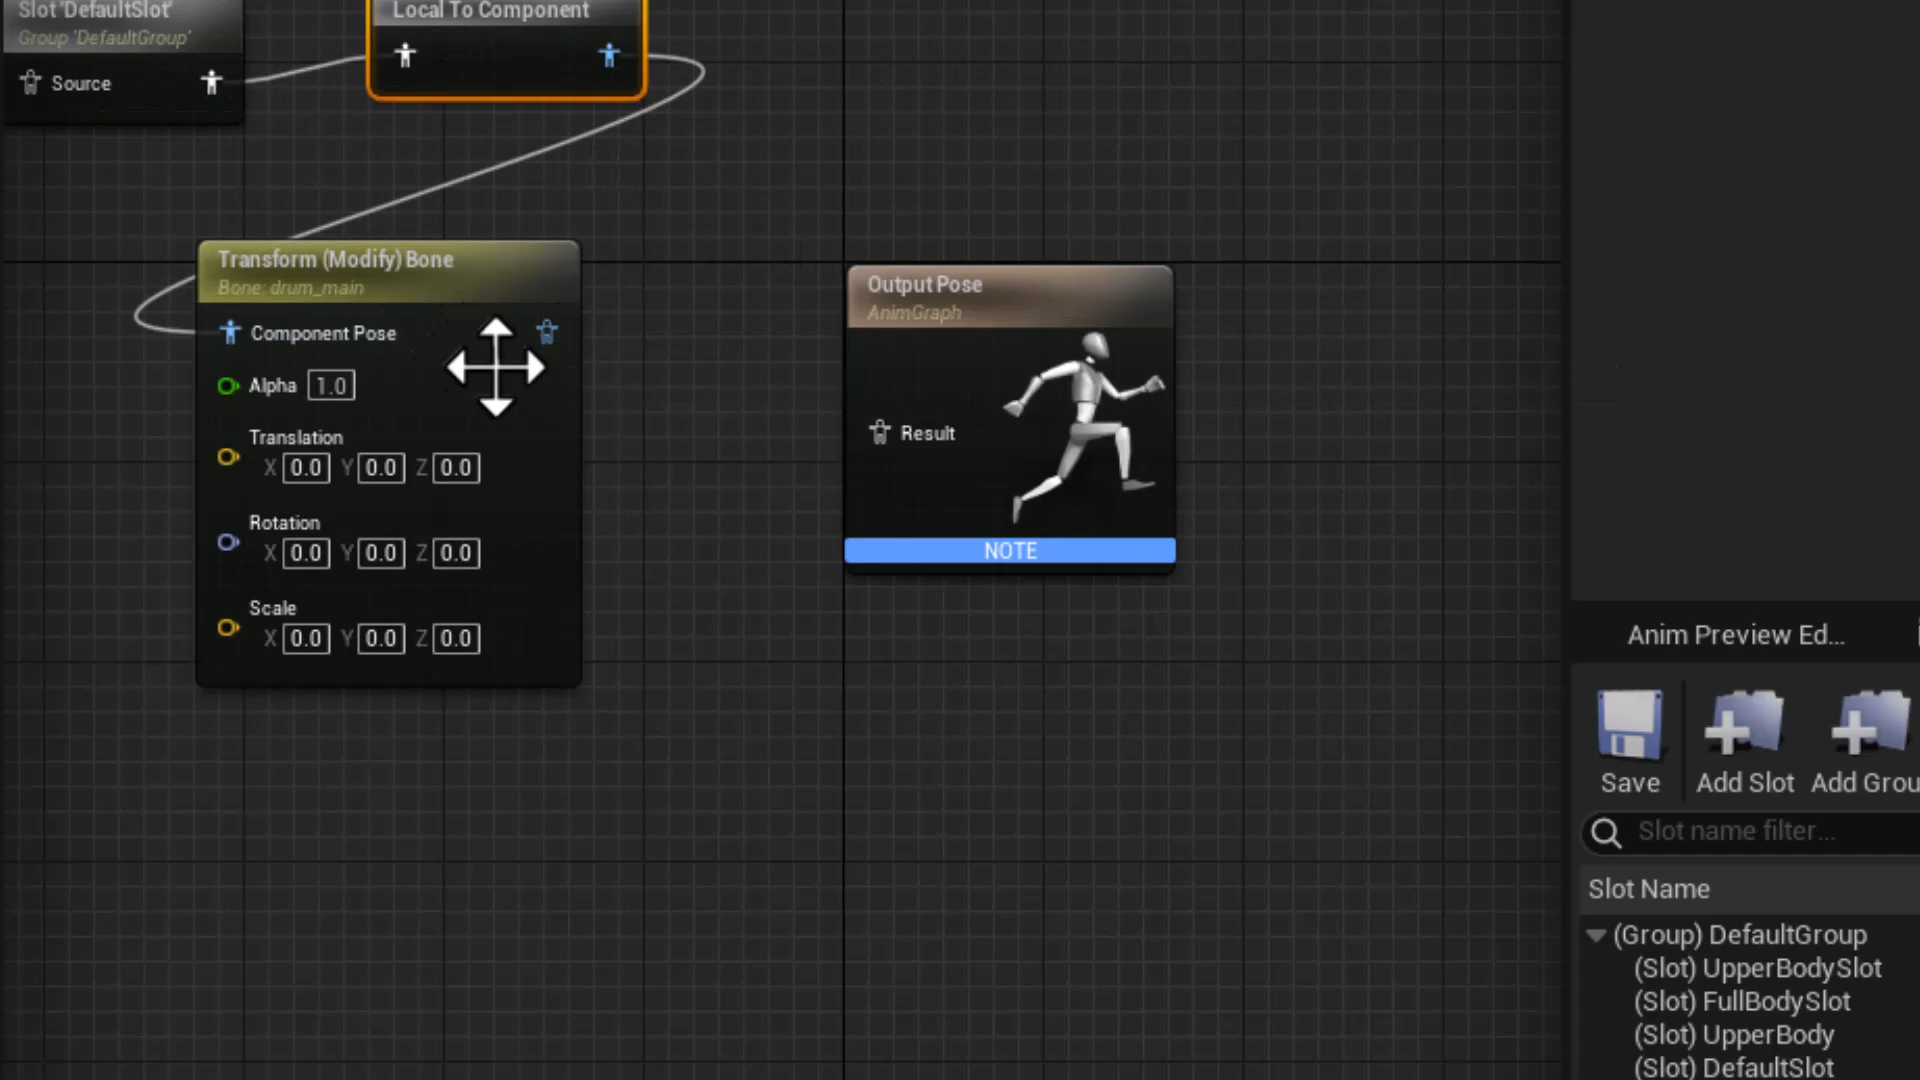 Slot 'DefaultSlot'
Group 'DefaultGroup'
Source
Local To Component
Transform (Modify) Bone
Bone: drum_main
Component Pose
Alpha 1.0
Translation
X 0.0 Y 0.0 Z 0.0
Rotation
X 0.0 Y 0.0 Z 0.0
Scale
X 0.0 Y 0.0 Z 0.0
Output Pose
AnimGraph
Result
NOTE
Anim Preview Ed...
Save
Add Slot
Add Grou
Slot name filter...
Slot Name
(Group) DefaultGroup
(Slot) UpperBodySlot
(Slot) FullBodySlot
(Slot) UpperBody
(Slot) DefaultSlot